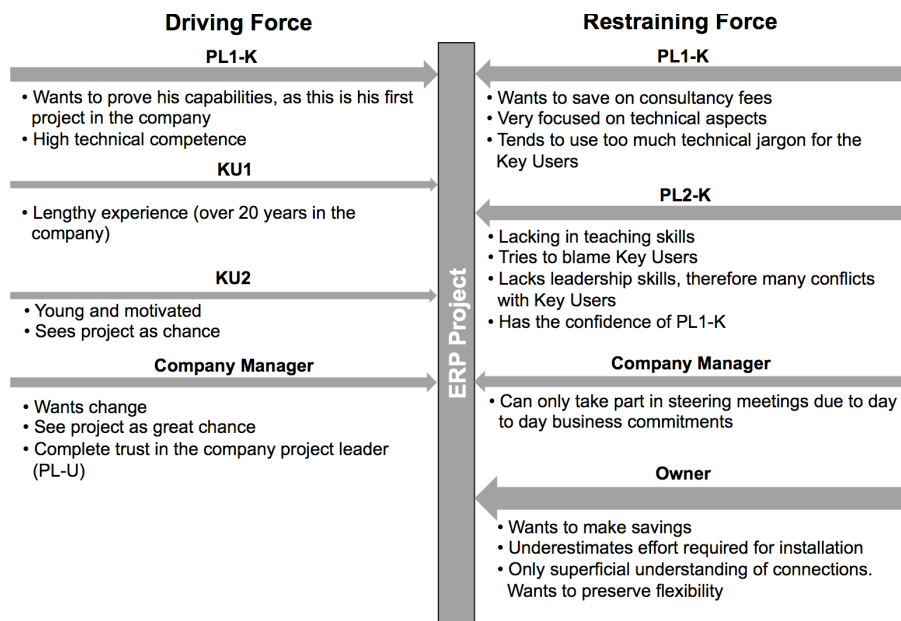 Driving Force
PL1-K
• Wants to prove his capabilities, as this is his first
project in the company
• High technical competence
KU1
• Lengthy experience (over 20 years in the
company)
KU2
• Young and motivated
• Sees project as chance
Company Manager
• Wants change
• See project as great chance
• Complete trust in the company project leader
(PL-U)
ERP Project
Restraining Force
PL1-K
• Wants to save on consultancy fees
• Very focused on technical aspects
• Tends to use too much technical jargon for the
Key Users
PL2-K
• Lacking in teaching skills
• Tries to blame Key Users
• Lacks leadership skills, therefore many conflicts
with Key Users
• Has the confidence of PL1-K
Company Manager
• Can only take part in steering meetings due to day
to day business commitments
Owner
• Wants to make savings
• Underestimates effort required for installation
• Only superficial understanding of connections.
Wants to preserve flexibility